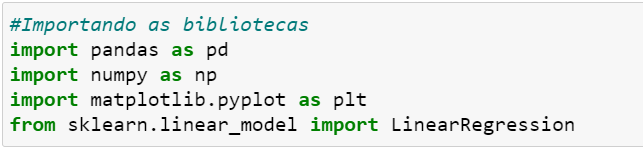 #Importando as bibliotecas
import pandas as pd
import numpy as np
import matplotlib.pyplot as plt
from sklearn.linear_model import LinearRegression